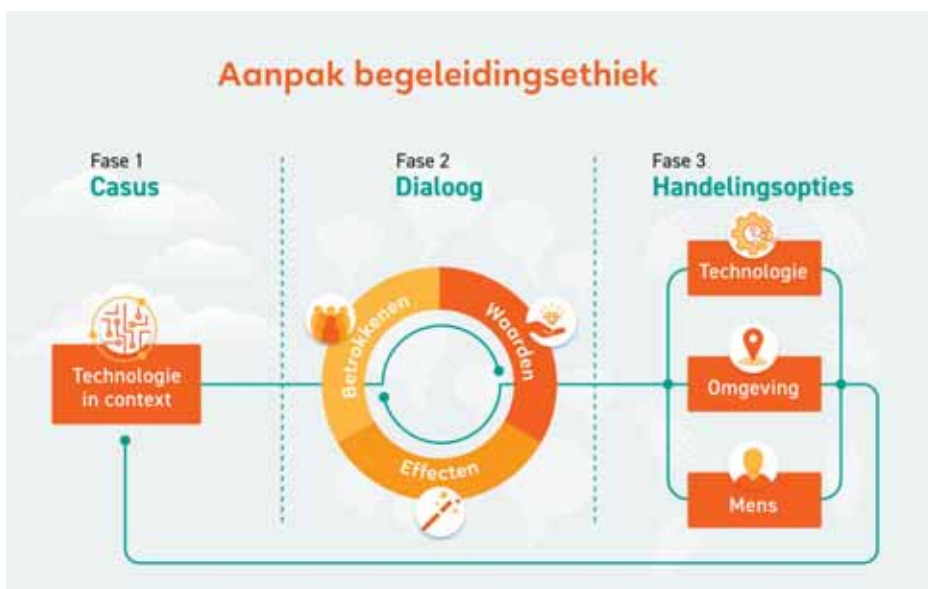 Aanpak begeleidingsethiek
Fase 1
Casus
Technologie
in context
Fase 2
Dialoog
Betrokkenen
Waarden
Effecten
Fase 3
Handelingsopties
Technologie
Omgeving
Mens